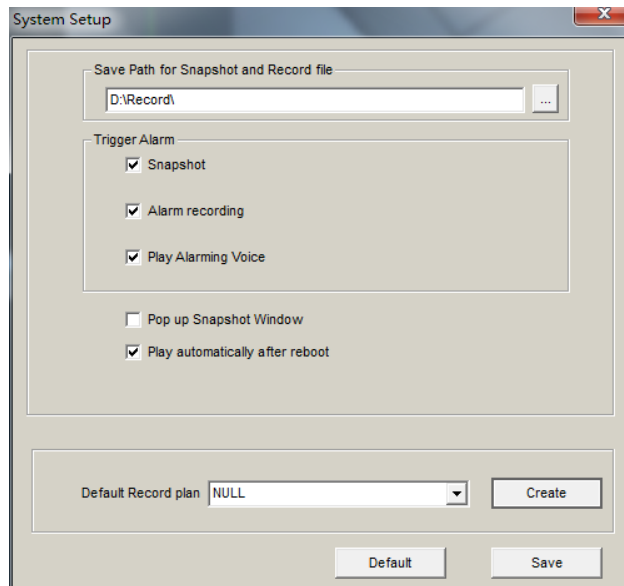 System Setup
Save Path for Snapshot and Record file
D:\Record\
...
Trigger Alarm
Snapshot
Alarm recording
Play Alarming Voice
Pop up Snapshot Window
Play automatically after reboot
Default Record plan NULL Create
Default Save